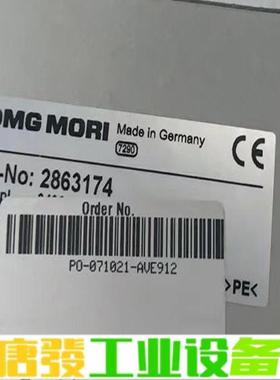 DMG MORI Made in Germany
7290
CE
-No: 2863174
Order No.
PO-071021-AVE912
>PE<
唐發工业设备